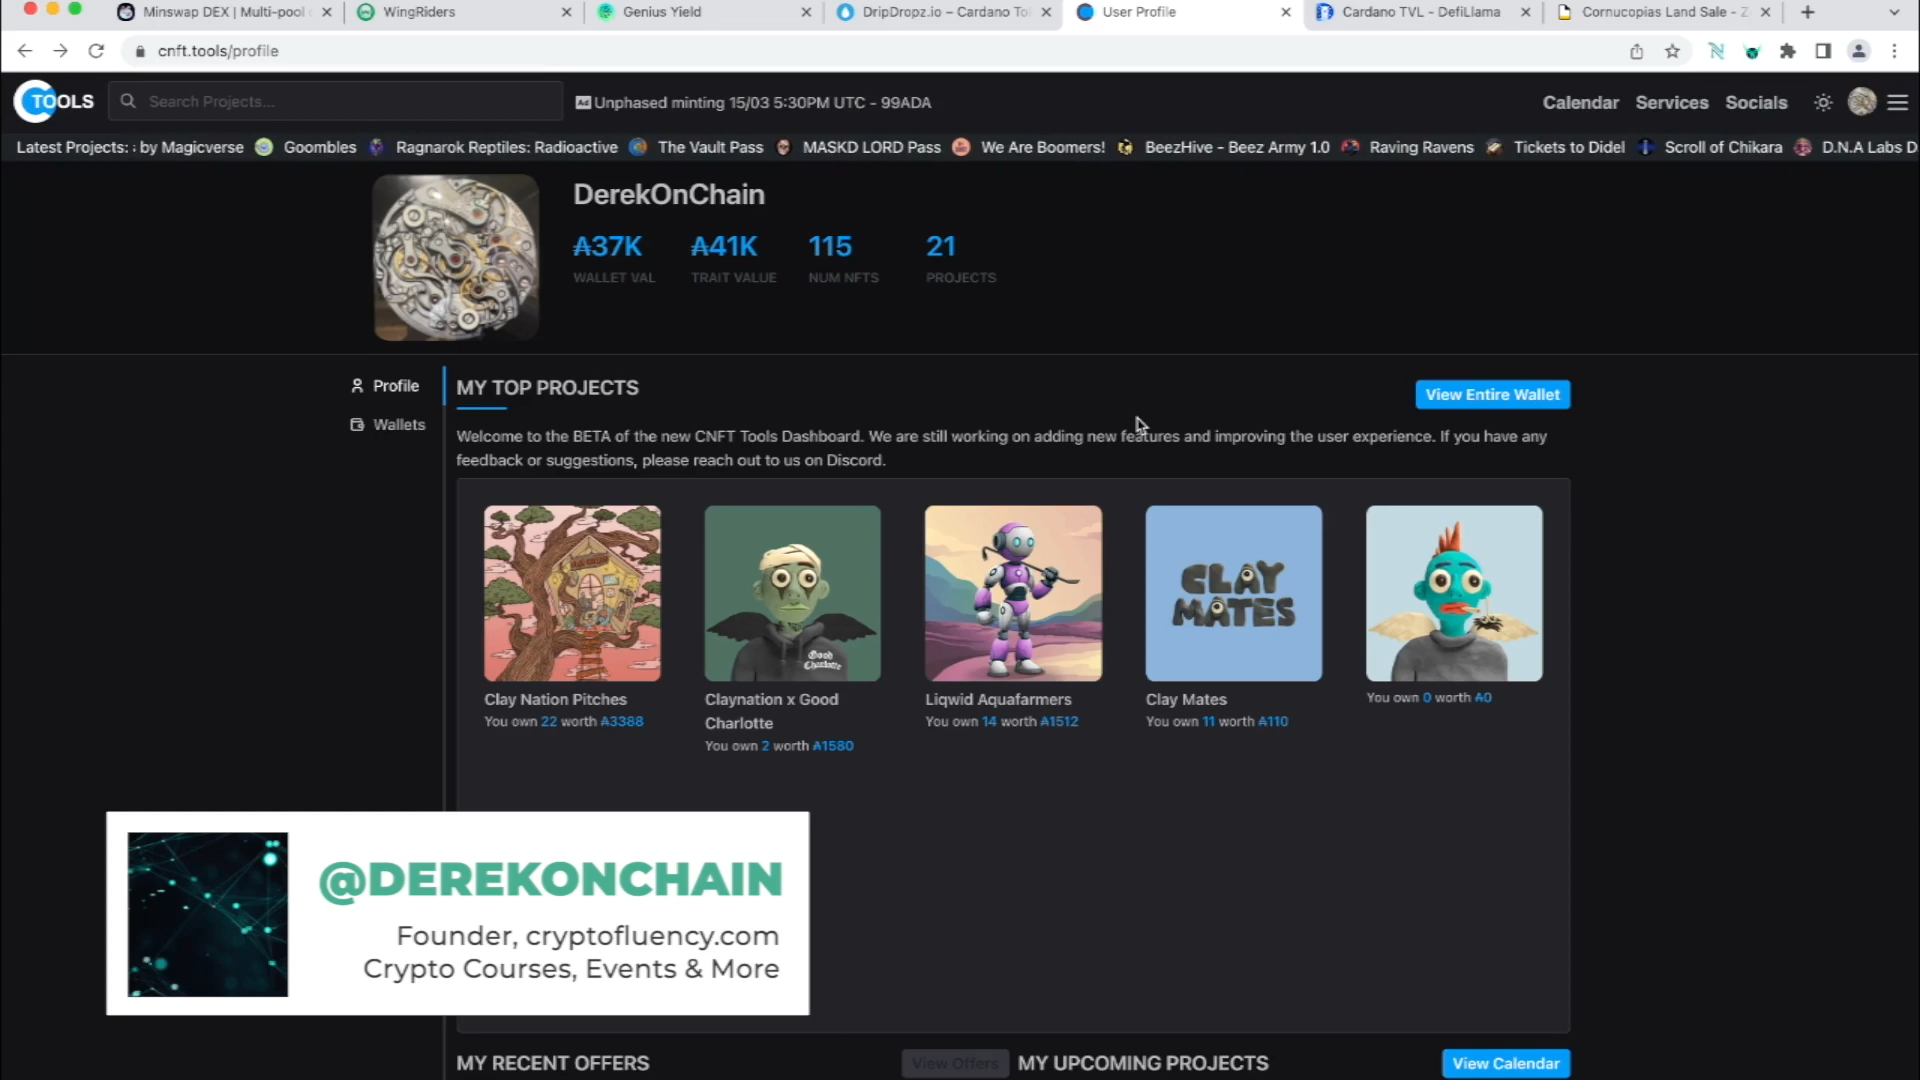 Minswap DEX | Multi-pool
WingRiders
Genius Yield
DripDropz.io – Cardano To
User Profile
Cardano TVL - DefiLlama
Cornucopias Land Sale - Z
cnft.tools/profile
TOOLS
Search Projects...
Ad Unphased minting 15/03 5:30PM UTC - 99ADA
Calendar
Services
Socials
Latest Projects: : by Magicverse
Goombles
Ragnarok Reptiles: Radioactive
The Vault Pass
MASKD LORD Pass
We Are Boomers!
BeezHive - Beez Army 1.0
Raving Ravens
Tickets to Didel
Scroll of Chikara
D.N.A Labs D
DerekOnChain
₳37K
₳41K
115
21
WALLET VAL
TRAIT VALUE
NUM NFTS
PROJECTS
Profile
Wallets
MY TOP PROJECTS
View Entire Wallet
Welcome to the BETA of the new CNFT Tools Dashboard. We are still working on adding new features and improving the user experience. If you have any
feedback or suggestions, please reach out to us on Discord.
Good
Charlotte
CLAY
MATES
Clay Nation Pitches
You own 22 worth ₳3388
Claynation x Good
Charlotte
You own 2 worth ₳1580
Liqwid Aquafarmers
You own 14 worth ₳1512
Clay Mates
You own 11 worth ₳110
You own 0 worth ₳0
@DEREKONCHAIN
Founder, cryptofluency.com
Crypto Courses, Events & More
MY RECENT OFFERS
View Offers
MY UPCOMING PROJECTS
View Calendar